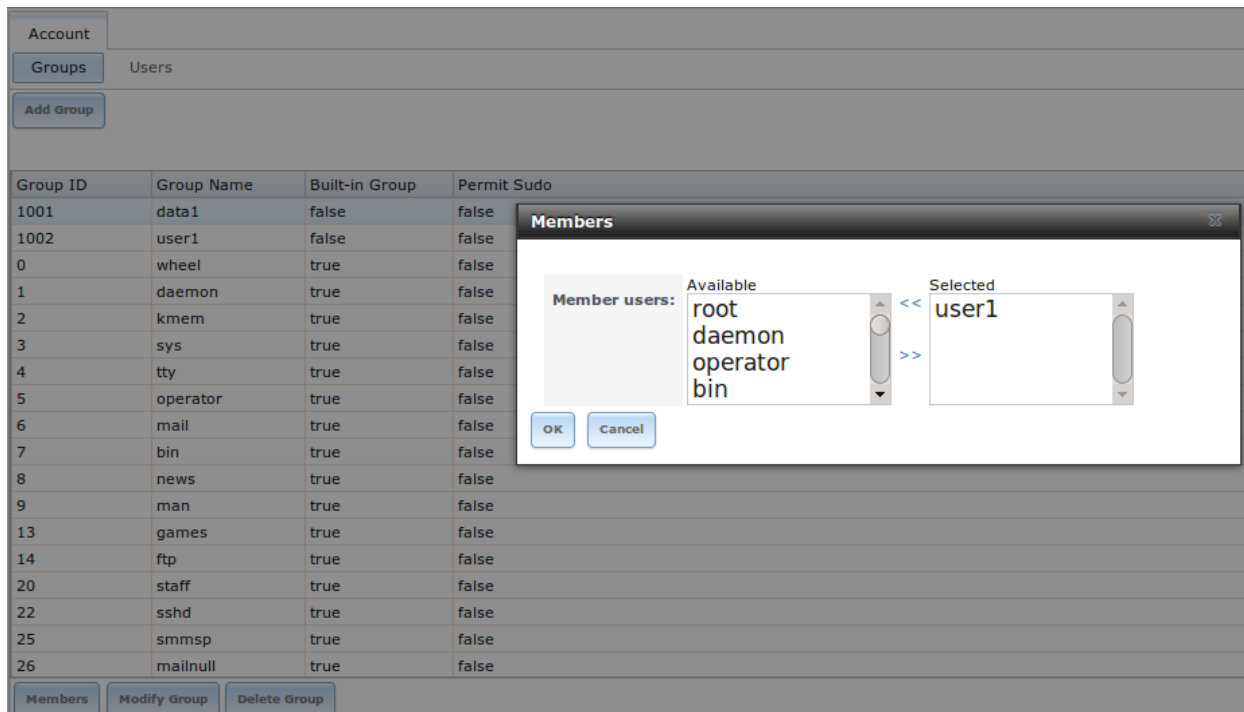 Account
Groups Users
Add Group
Group ID Group Name Built-in Group Permit Sudo
1001 data1 false false
1002 user1 false false
0 wheel true false
1 daemon true false
2 kmem true false
3 sys true false
4 tty true false
5 operator true false
6 mail true false
7 bin true false
8 news true false
9 man true false
13 games true false
14 ftp true false
20 staff true false
22 sshd true false
25 smmsp true false
26 mailnull true false
Members Modify Group Delete Group
Members
Member users:
Available
root
daemon
operator
bin
<<
>>
Selected
user1
OK Cancel